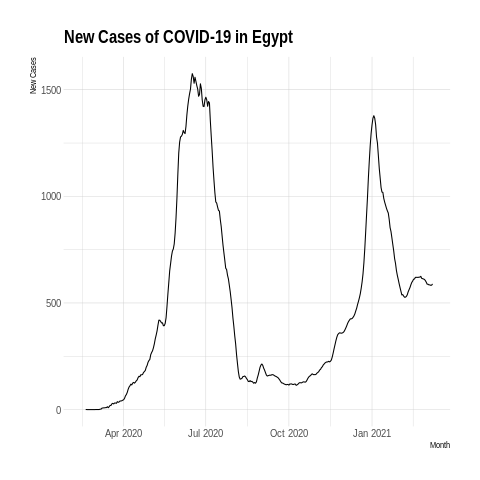 New Cases of COVID-19 in Egypt
New Cases
1500
1000
500
0
Apr 2020
Jul 2020
Oct 2020
Jan 2021
Month